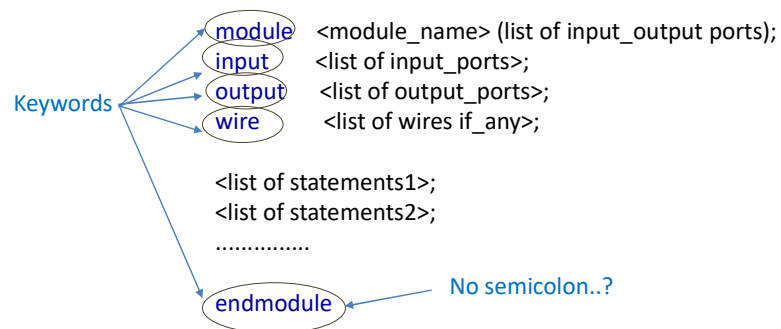 module <module_name> (list of input_output ports);
input <list of input_ports>;
output <list of output_ports>;
Keywords
wire <list of wires if_any>;
<list of statements1>;
<list of statements2>;
...............
No semicolon..?
endmodule